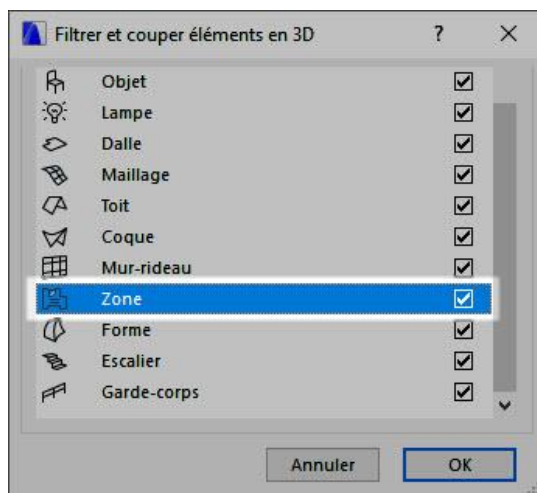 Filtrer et couper éléments en 3D ? ×
Objet
Lampe
Dalle
Maillage
Toit
Coque
Mur-rideau
Zone
Forme
Escalier
Garde-corps
Annuler OK